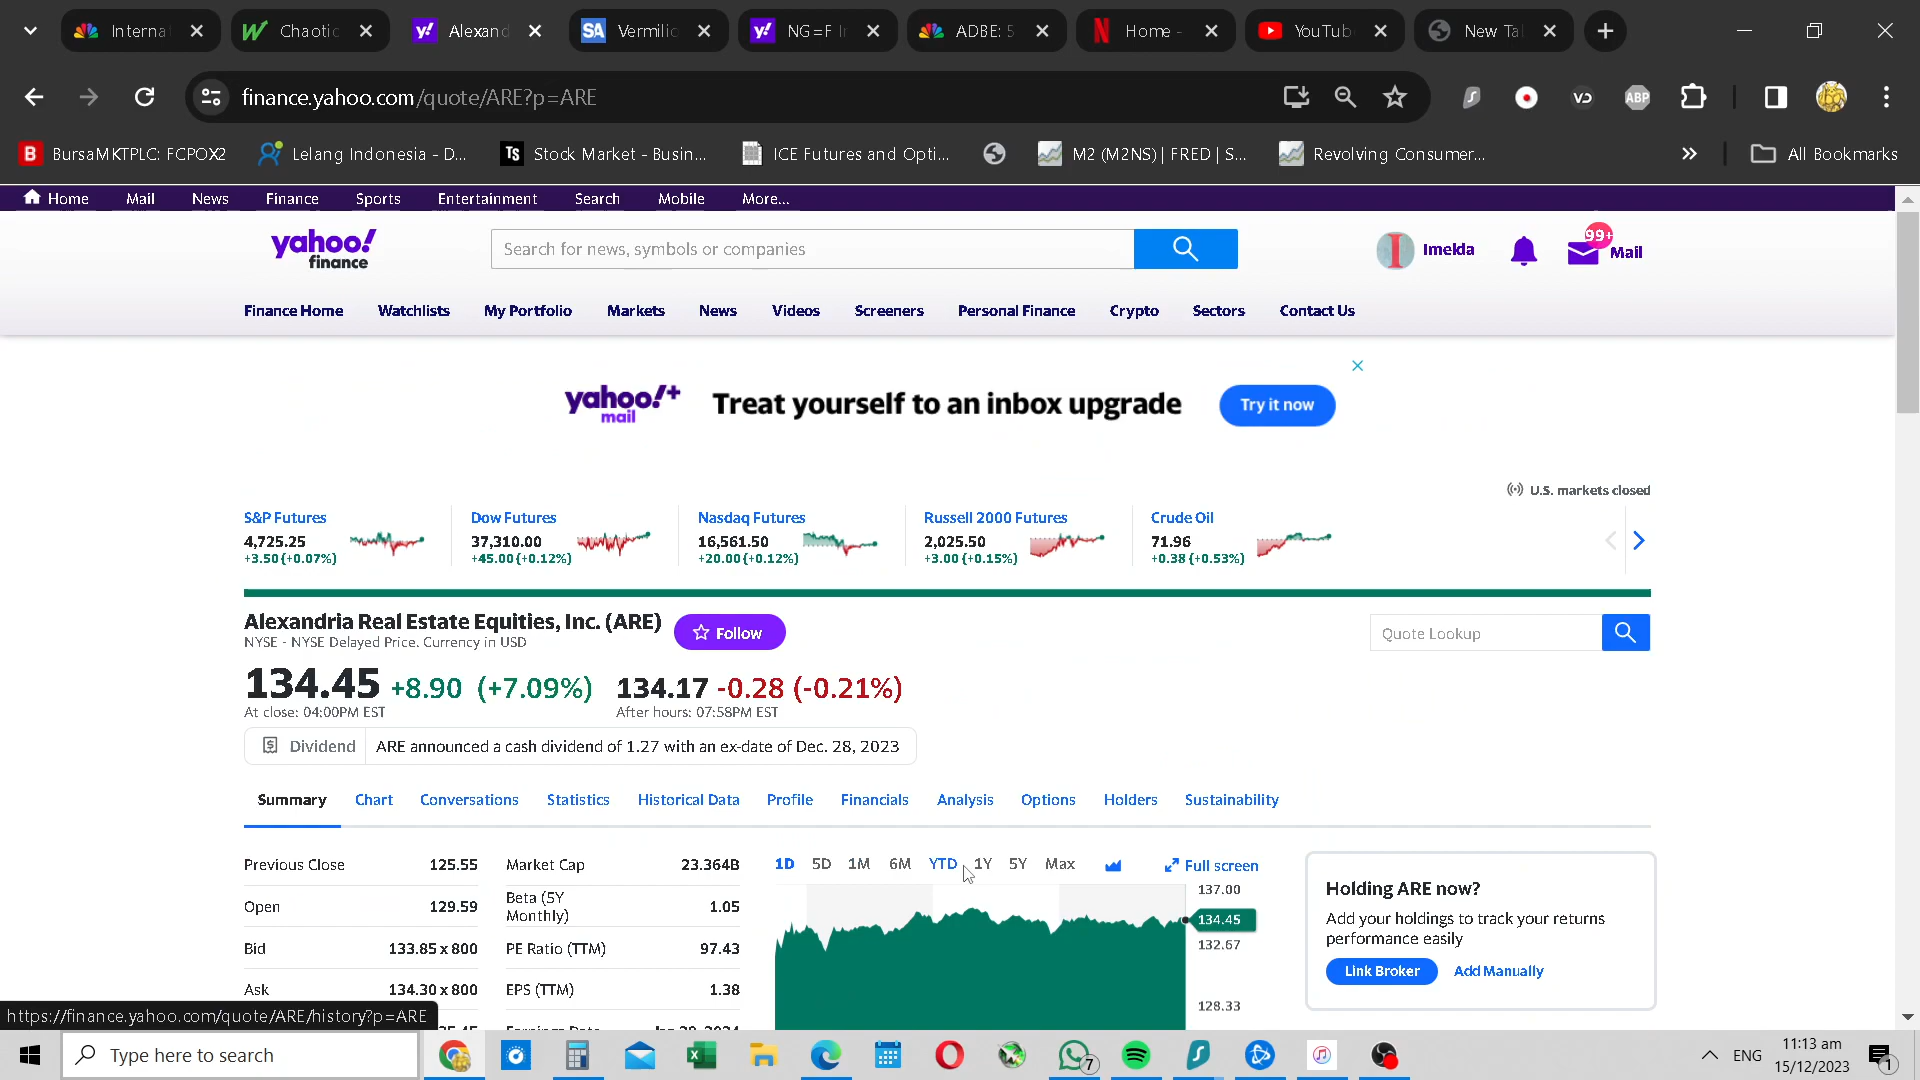 Interna
Chaotic
Alexand
Vermilic
NG=F In
ADBE: 5
Home -
YouTub
New Ta
finance.yahoo.com/quote/ARE?p=ARE
BursaMKTPLC: FCPOX2
Lelang Indonesia - D...
Stock Market - Busin...
ICE Futures and Opti...
M2 (M2NS) | FRED | S...
Revolving Consumer...
All Bookmarks
Home Mail News Finance Sports Entertainment Search Mobile More...
yahoo!
finance
Search for news, symbols or companies
Imelda
99+
Mail
Finance Home Watchlists My Portfolio Markets News Videos Screeners Personal Finance Crypto Sectors Contact Us
yahoo!+
mail
Treat yourself to an inbox upgrade
Try it now
U.S. markets closed
S&P Futures
4,725.25
+3.50 (+0.07%)
Dow Futures
37,310.00
+45.00 (+0.12%)
Nasdaq Futures
16,561.50
+20.00 (+0.12%)
Russell 2000 Futures
2,025.50
+3.00 (+0.15%)
Crude Oil
71.96
+0.38 (+0.53%)
Alexandria Real Estate Equities, Inc. (ARE)
Follow
NYSE - NYSE Delayed Price. Currency in USD
Quote Lookup
134.45 +8.90 (+7.09%)
At close: 04:00PM EST
134.17 -0.28 (-0.21%)
After hours: 07:58PM EST
Dividend
ARE announced a cash dividend of 1.27 with an ex-date of Dec. 28, 2023
Summary Chart Conversations Statistics Historical Data Profile Financials Analysis Options Holders Sustainability
Previous Close 125.55
Open 129.59
Bid 133.85 x 800
Ask 134.30 x 800
Market Cap 23.364B
Beta (5Y
Monthly) 1.05
PE Ratio (TTM) 97.43
EPS (TTM) 1.38
1D 5D 1M 6M YTD 1Y 5Y Max
Full screen
137.00
134.45
132.67
128.33
Holding ARE now?
Add your holdings to track your returns
performance easily
Link Broker
Add Manually
https://finance.yahoo.com/quote/ARE/history?p=ARE
Type here to search
7
ENG
11:13 am
15/12/2023
1